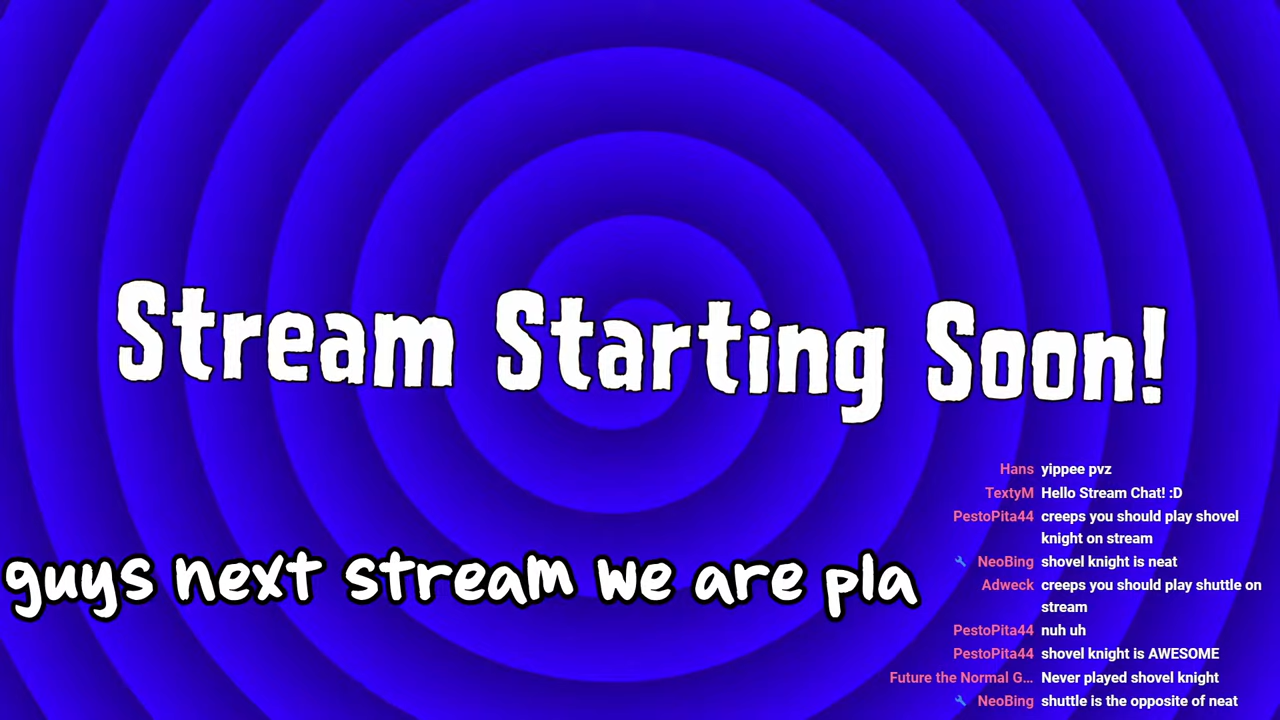 Stream Starting Soon!
guys next stream we are pla
Hans yippee pvz
TextyM Hello Stream Chat! :D
PestoPita44 creeps you should play shovel
knight on stream
NeoBing shovel knight is neat
Adweck creeps you should play shuttle on
stream
PestoPita44 nuh uh
PestoPita44 shovel knight is AWESOME
Future the Normal G... Never played shovel knight
NeoBing shuttle is the opposite of neat